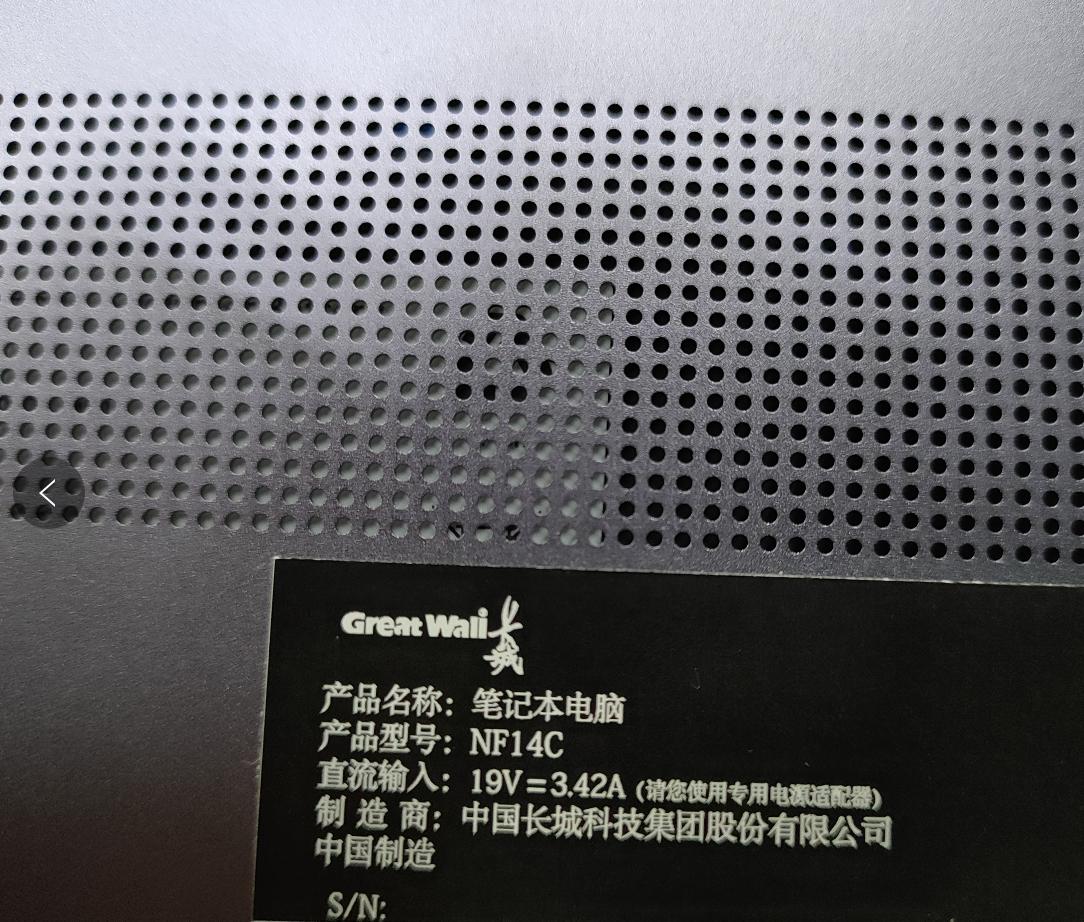 Great Wall 长城
产品名称：笔记本电脑
产品型号：NF14C
直流输入：19V=3.42A（请您使用专用电源适配器）
制 造 商：中国长城科技集团股份有限公司
中国制造
S/N: